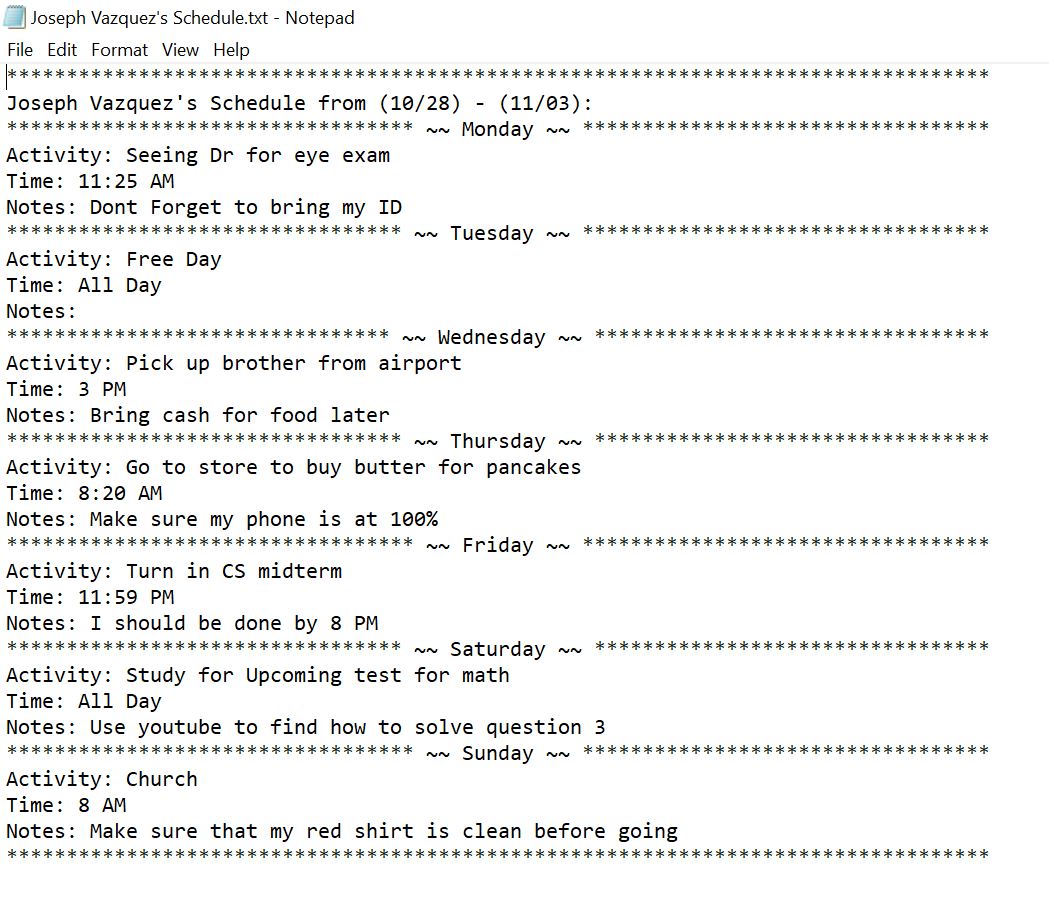 Joseph Vazquez's Schedule.txt - Notepad
File Edit Format View Help
**********************************************************************************
Joseph Vazquez's Schedule from (10/28) - (11/03):
********************************** ~~ Monday ~~ **********************************
Activity: Seeing Dr for eye exam
Time: 11:25 AM
Notes: Dont Forget to bring my ID
********************************* ~~ Tuesday ~~ **********************************
Activity: Free Day
Time: All Day
Notes:
******************************** ~~ Wednesday ~~ *********************************
Activity: Pick up brother from airport
Time: 3 PM
Notes: Bring cash for food later
********************************* ~~ Thursday ~~ *********************************
Activity: Go to store to buy butter for pancakes
Time: 8:20 AM
Notes: Make sure my phone is at 100%
********************************** ~~ Friday ~~ **********************************
Activity: Turn in CS midterm
Time: 11:59 PM
Notes: I should be done by 8 PM
********************************* ~~ Saturday ~~ *********************************
Activity: Study for Upcoming test for math
Time: All Day
Notes: Use youtube to find how to solve question 3
********************************** ~~ Sunday ~~ **********************************
Activity: Church
Time: 8 AM
Notes: Make sure that my red shirt is clean before going
**********************************************************************************